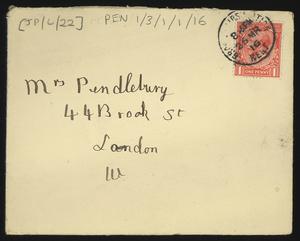 [JP/L/22] PEN 1/3/1/1/16
Mrs Pendlebury
44 Brook St
London
W
ONE PENNY